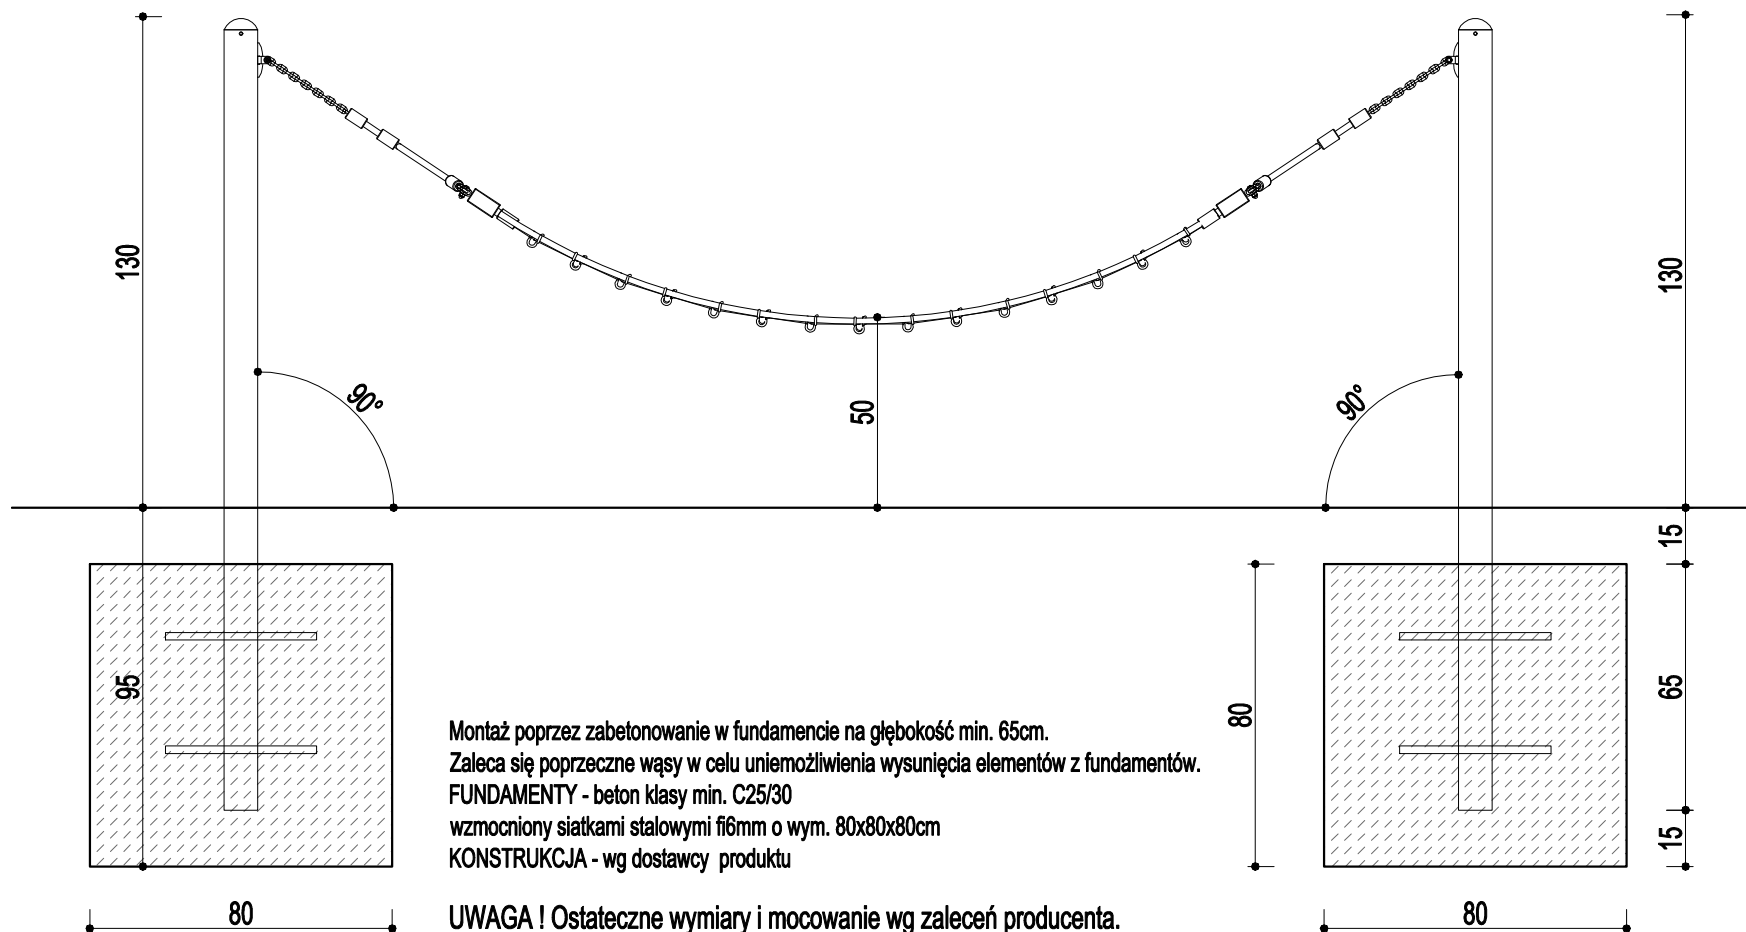 130
130
90°
90°
50
15
95
80
65
15
Montaż poprzez zabetonowanie w fundamencie na głębokość min. 65cm.
Zaleca się poprzeczne wąsy w celu uniemożliwienia wysunięcia elementów z fundamentów.
FUNDAMENTY - beton klasy min. C25/30
wzmocniony siatkami stalowymi fi6mm o wym. 80x80x80cm
KONSTRUKCJA - wg dostawcy produktu
80
UWAGA ! Ostateczne wymiary i mocowanie wg zaleceń producenta.
80